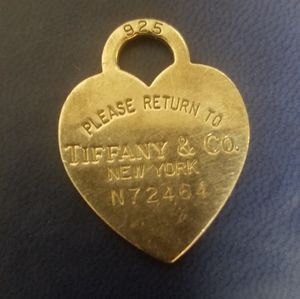 925
PLEASE RETURN TO
TIFFANY & CO.
NEW YORK
N72464